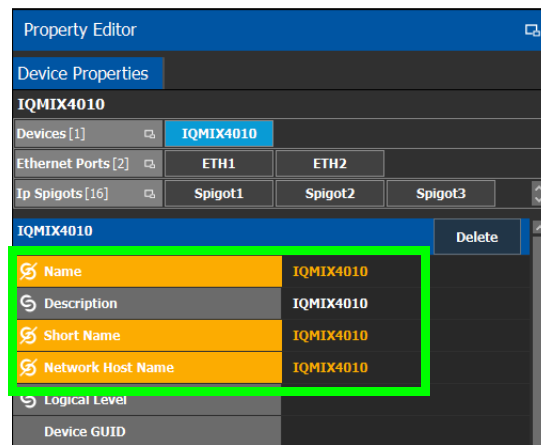 Property Editor
Device Properties
IQMIX4010
Devices [1] IQMIX4010
Ethernet Ports [2] ETH1 ETH2
Ip Spigots [16] Spigot1 Spigot2 Spigot3
IQMIX4010 Delete
Name IQMIX4010
Description IQMIX4010
Short Name IQMIX4010
Network Host Name IQMIX4010
Logical Level
Device GUID